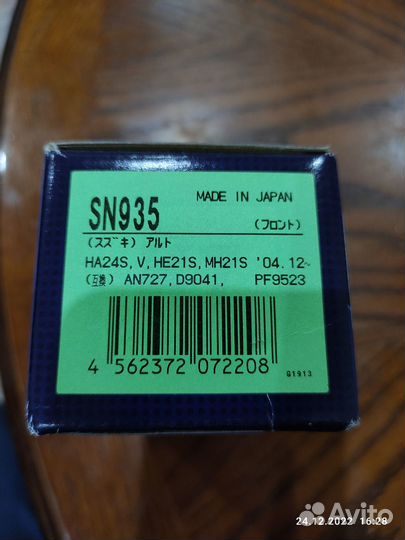 SN935
MADE IN JAPAN
(フロント)
(スズキ) アルト
HA24S,V,HE21S,MH21S '04.12~
(互換) AN727,D9041, PF9523
4 562372 072208
G1913
24.12.2022 16:28
Avito